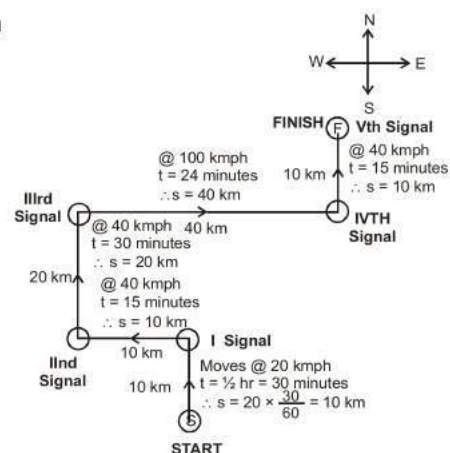 N
W E
S
FINISH F Vth Signal
@ 40 kmph
t = 15 minutes
∴ s = 10 km
10 km
@ 100 kmph
t = 24 minutes
∴ s = 40 km
40 km
IIIrd
Signal
IVTH
Signal
@ 40 kmph
t = 30 minutes
∴ s = 20 km
20 km
@ 40 kmph
t = 15 minutes
∴ s = 10 km
10 km
I Signal
IInd
Signal
Moves @ 20 kmph
t = ½ hr = 30 minutes
∴ s = 20 × 30/60 = 10 km
10 km
S
START